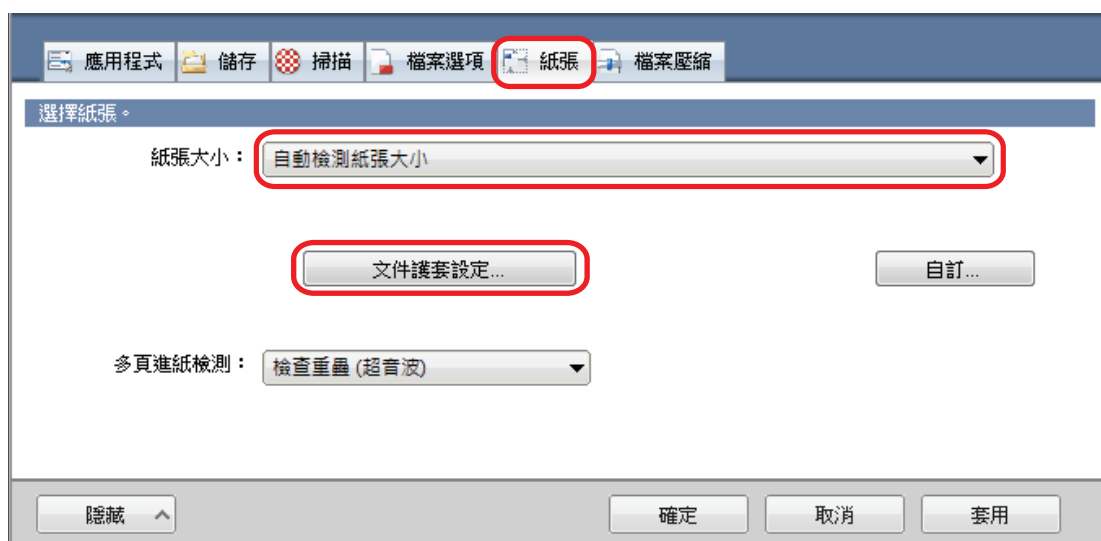 應用程式 儲存 掃描 檔案選項 紙張 檔案壓縮
選擇紙張。
紙張大小： 自動檢測紙張大小
文件護套設定... 自訂...
多頁進紙檢測： 檢查重疊 (超音波)
隱藏 確定 取消 套用